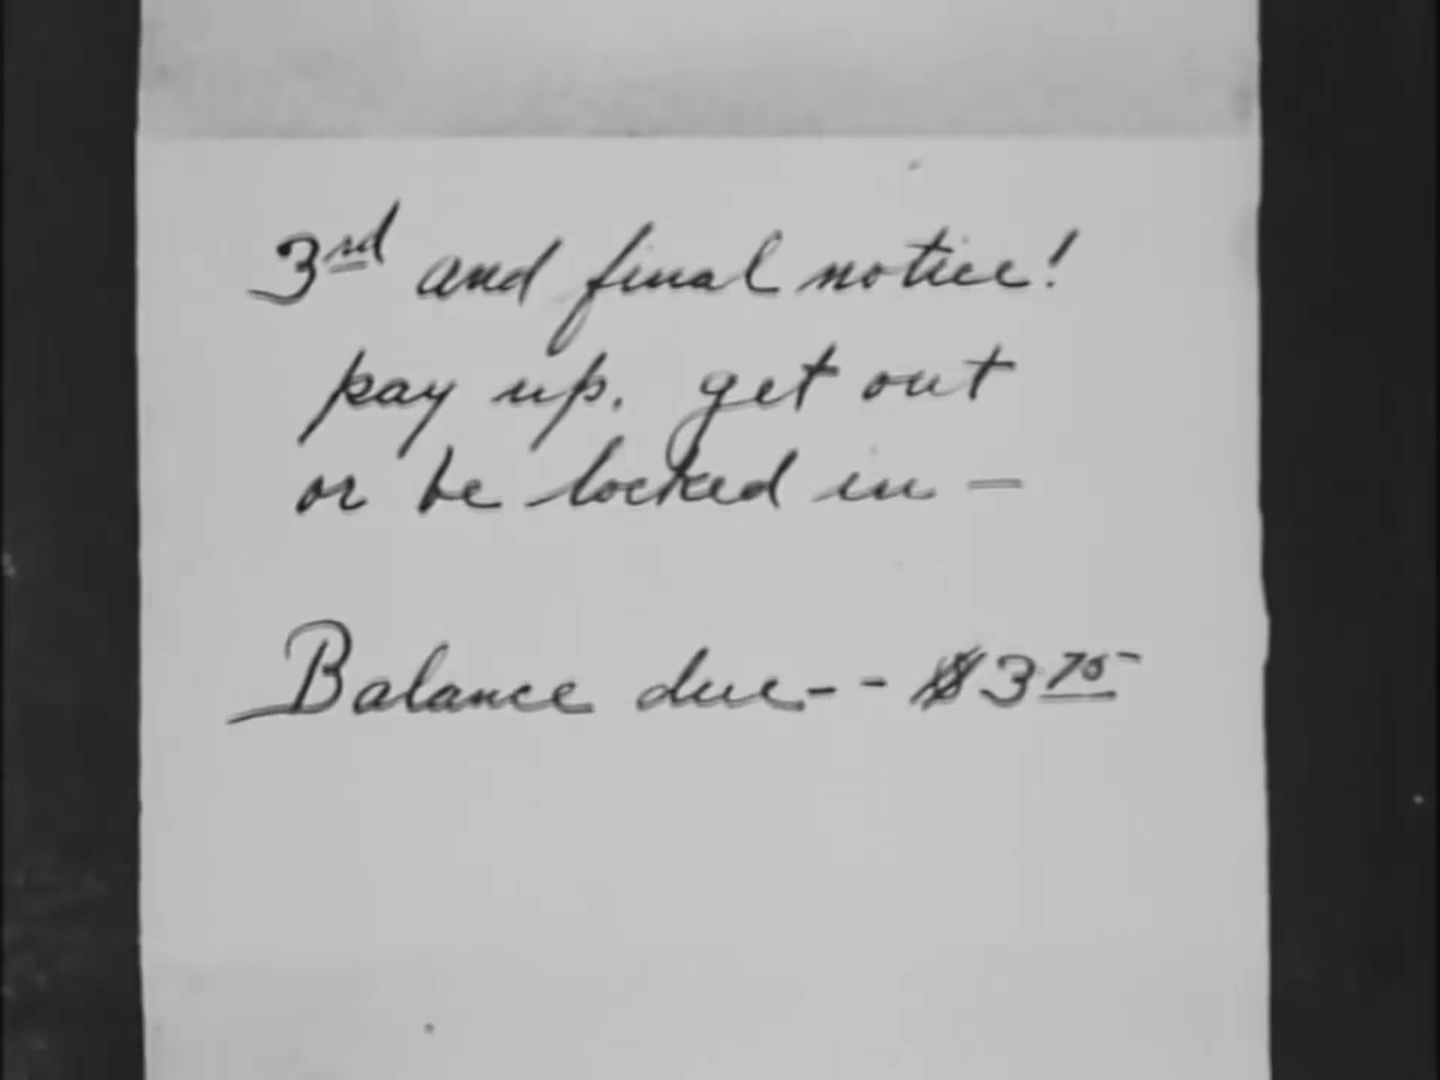 3rd and final notice!
pay up. get out
or be locked in —
Balance due - - $3 75